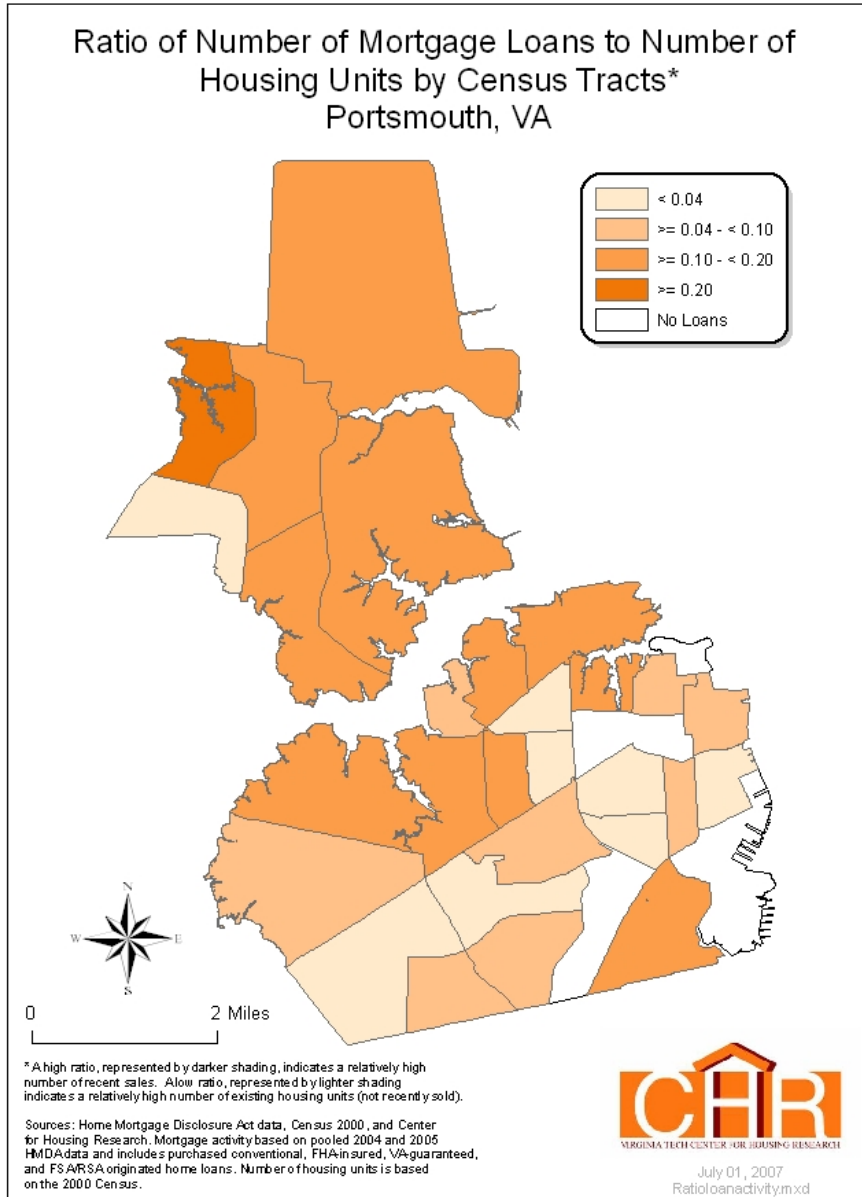 Ratio of Number of Mortgage Loans to Number of
Housing Units by Census Tracts*
Portsmouth, VA
< 0.04
>= 0.04 - < 0.10
>= 0.10 - < 0.20
>= 0.20
No Loans
N
W
E
S
0
2 Miles
* A high ratio, represented by darker shading, indicates a relatively high
number of recent sales. A low ratio, represented by lighter shading
indicates a relatively high number of existing housing units (not recently sold).
Sources: Home Mortgage Disclosure Act data, Census 2000, and Center
for Housing Research. Mortgage activity based on pooled 2004 and 2005
HMDA data and includes purchased conventional, FHA-insured, VA-guaranteed,
and FSA/RSA originated home loans. Number of housing units is based
on the 2000 Census.
CHR
VIRGINIA TECH CENTER FOR HOUSING RESEARCH
July 01, 2007
Ratioloanactivity.mxd